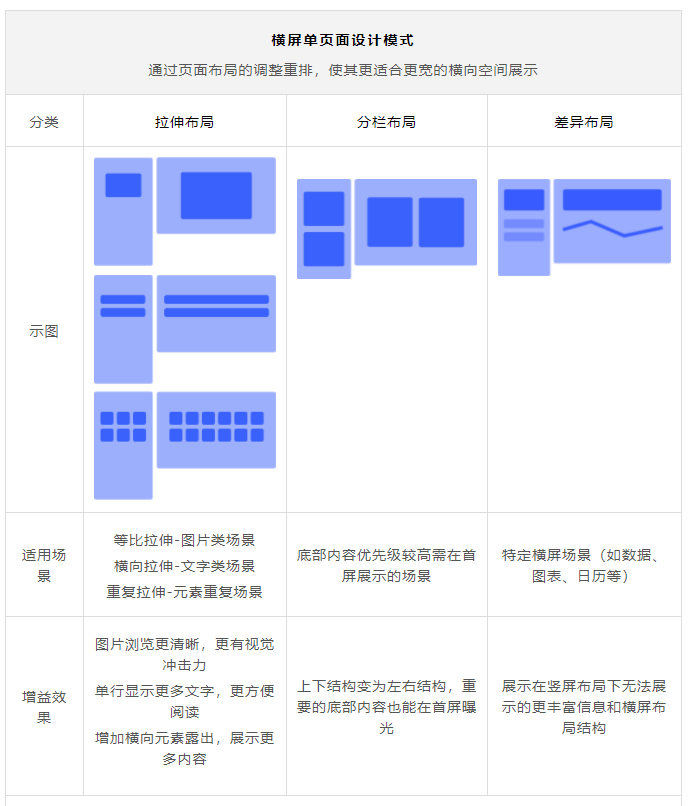 横屏单页面设计模式
通过页面布局的调整重排，使其更适合更宽的横向空间展示
分类
拉伸布局
分栏布局
差异布局
示图
适用场
景
等比拉伸-图片类场景
横向拉伸-文字类场景
重复拉伸-元素重复场景
底部内容优先级较高需在首
屏展示的场景
特定横屏场景（如数据、
图表、日历等）
增益效
果
图片浏览更清晰，更有视觉
冲击力
单行显示更多文字，更方便
阅读
增加横向元素露出，展示更
多内容
上下结构变为左右结构，重
要的底部内容也能在首屏曝
光
展示在竖屏布局下无法展
示的更丰富信息和横屏布
局结构